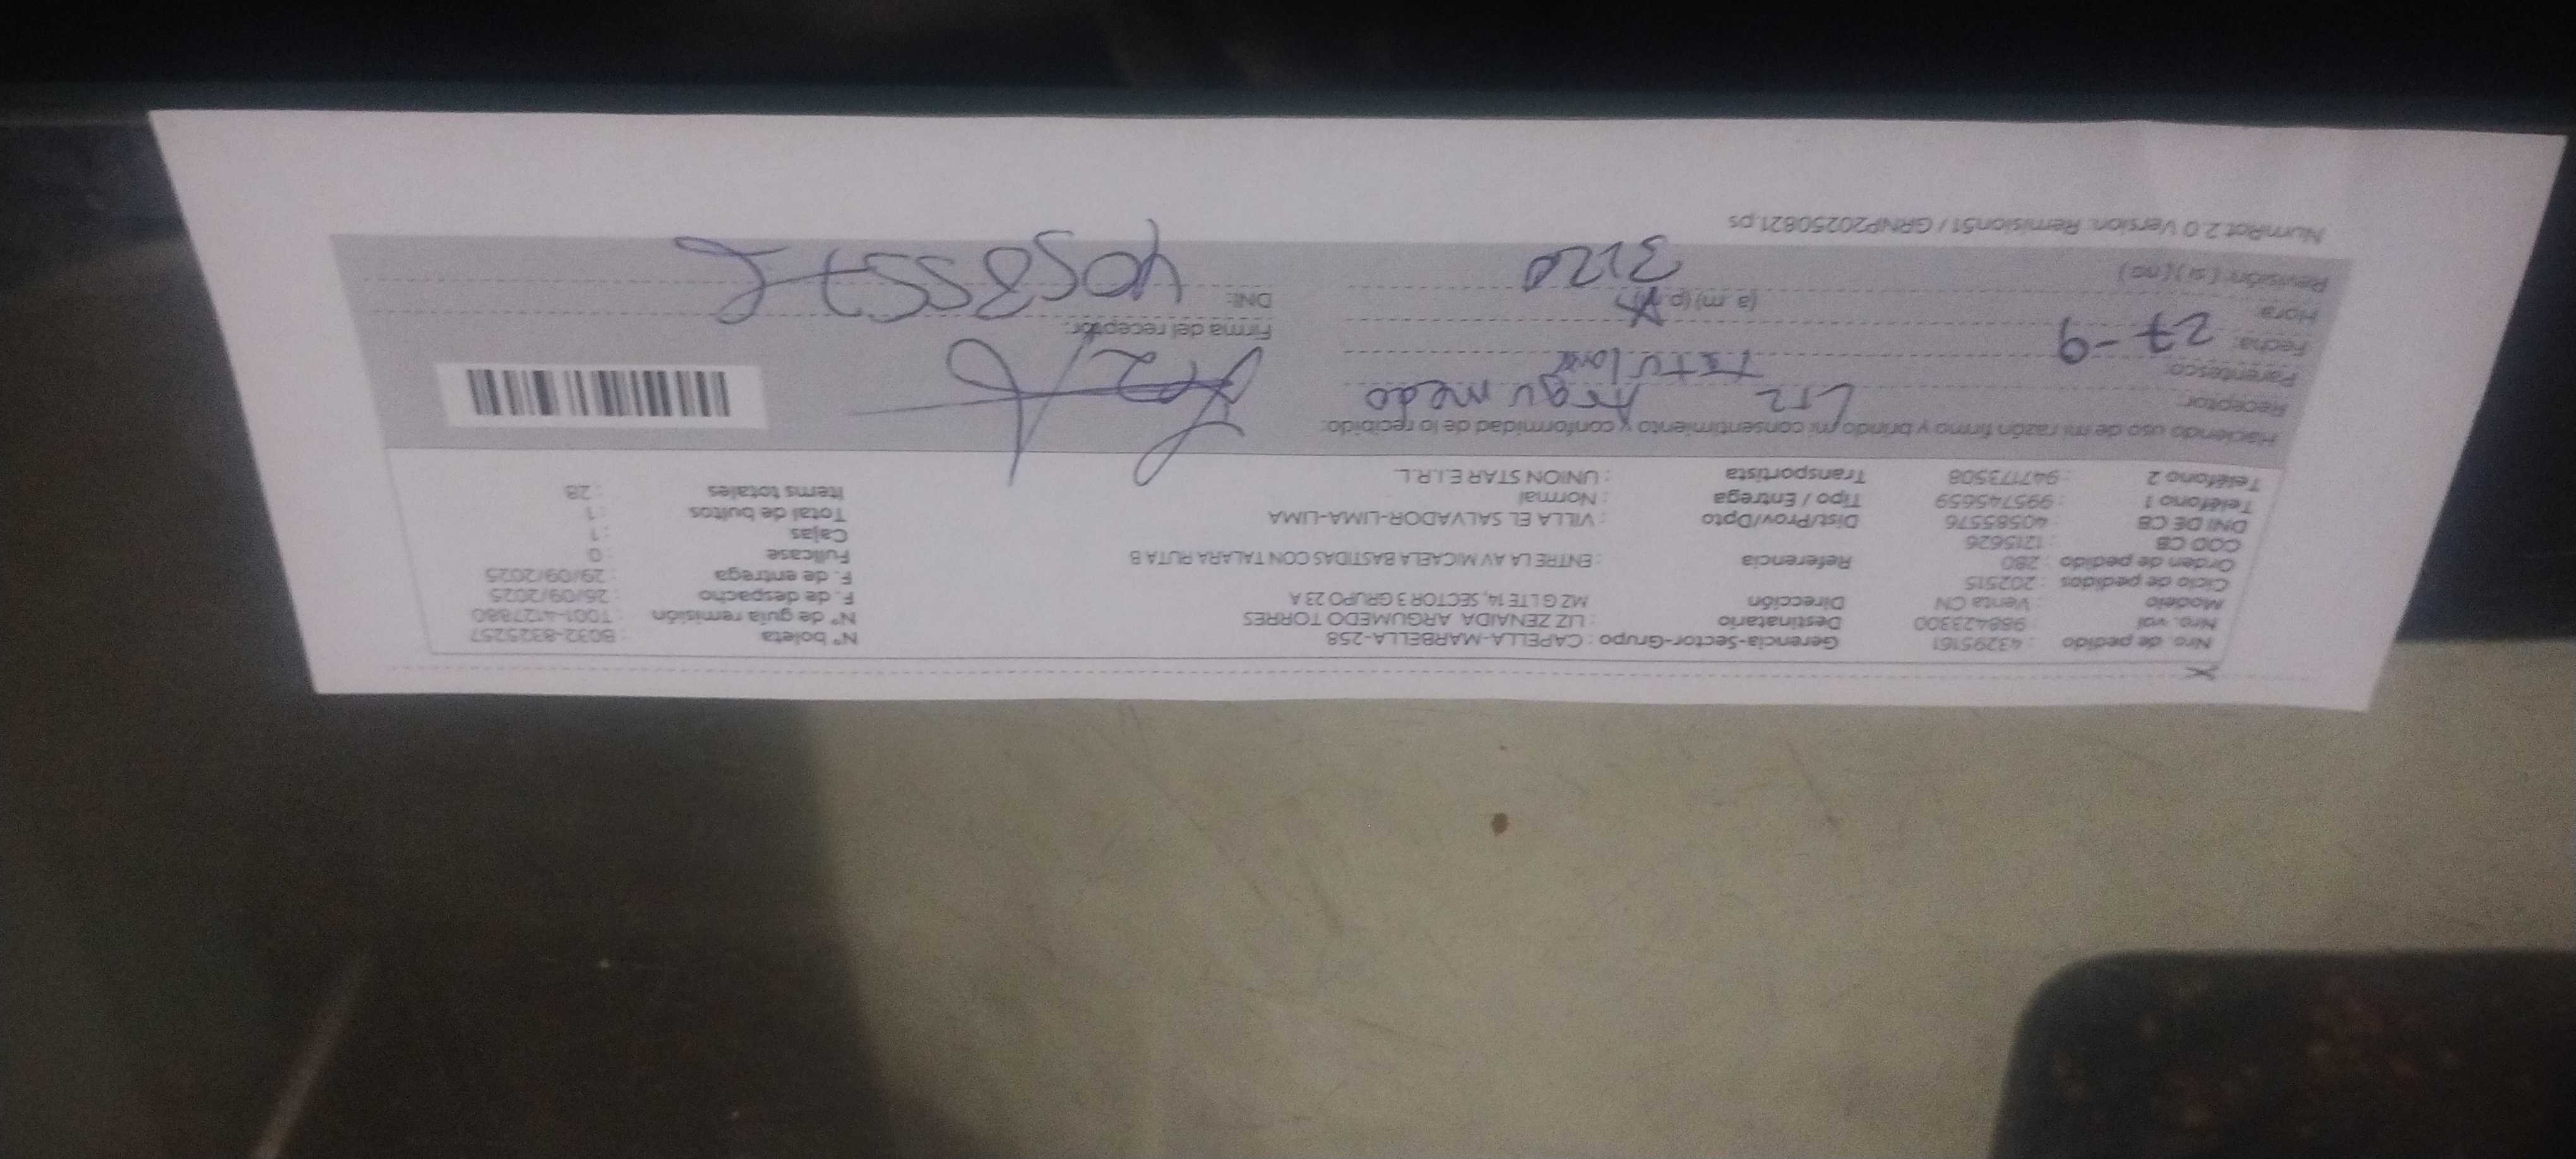 Nro. de pedido : 43295161 Gerencia-Sector-Grupo : CAPELLA-MARBELLA-258 N° boleta : B032-8325257
Nro. val : 988423300 Destinatario : LIZ ZENAIDA ARGUMEDO TORRES N° de guía remisión : T001-4127880
Modelo : Venta CN Dirección MZ G LTE 14, SECTOR 3 GRUPO 23 A F. de despacho : 26/09/2025
Ciclo de pedidos : 202515 F. de entrega : 29/09/2025
Orden de pedido : 280 Referencia : ENTRE LA AV MICAELA BASTIDAS CON TALARA RUTA B Fullcase : 0
COD CB : 1215626 Cajas : 1
DNI DE CB : 40585576 Dist/Prov/Dpto : VILLA EL SALVADOR-LIMA-LIMA Total de bultos : 1
Teléfono 1 : 995745659 Tipo / Entrega : Normal Items totales : 28
Teléfono 2 : 947173508 Transportista : UNION STAR E.I.R.L.
Haciendo uso de mi razón firmo y brindo mi consentimiento y conformidad de lo recibido:
Receptor: Liz Argumedo
Parentesco: Titular
Fecha: 27-9 Firma del receptor:
Hora: (a.m) (p.m)
DNI: 40585576
Revisión: (si) (no) 3120
NumRot 2.0 Version. Remision51 / GRNP20250821.ps